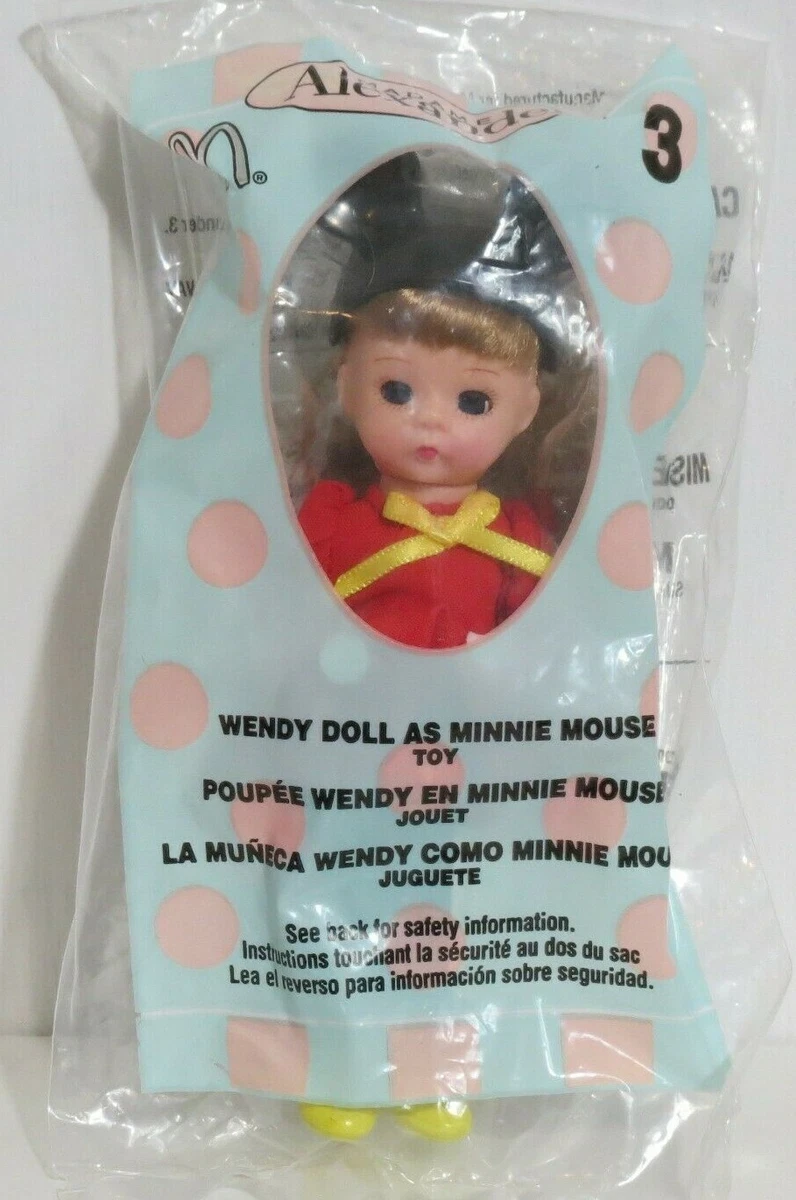 Alexander
3
®
under 3.
WENDY DOLL AS MINNIE MOUSE
TOY
POUPÉE WENDY EN MINNIE MOUSE
JOUET
LA MUÑECA WENDY COMO MINNIE MOU
JUGUETE
See back for safety information.
Instructions touchant la sécurité au dos du sac
Lea el reverso para información sobre seguridad.